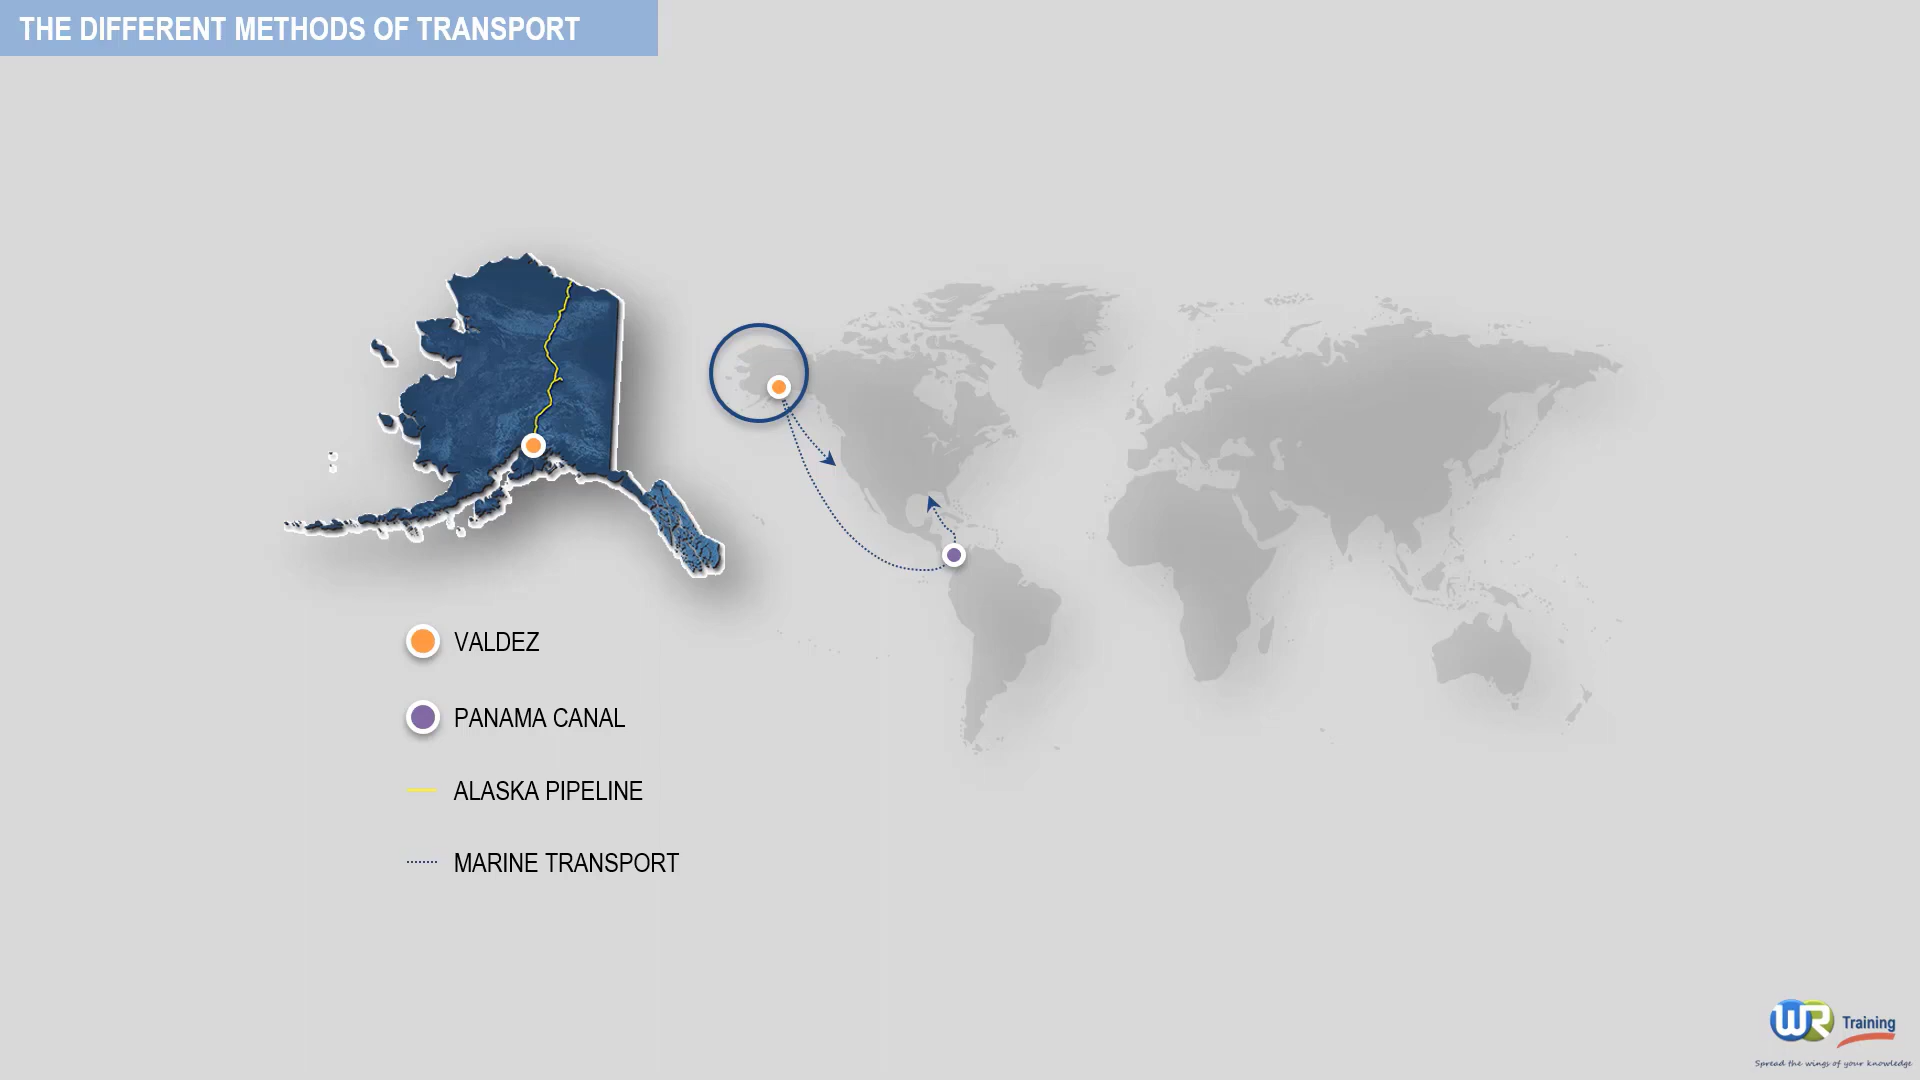 THE DIFFERENT METHODS OF TRANSPORT
VALDEZ
PANAMA CANAL
ALASKA PIPELINE
MARINE TRANSPORT
WR Training
Spread the wings of your knowledge